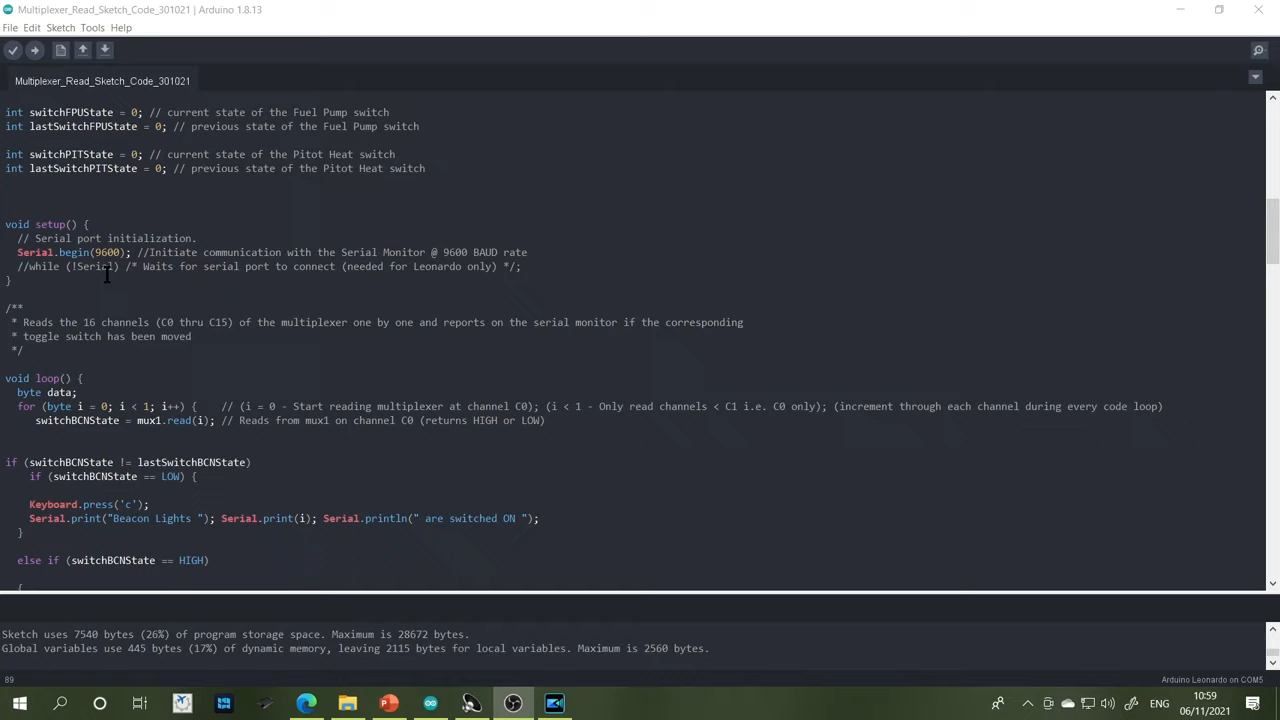 Multiplexer_Read_Sketch_Code_301021 | Arduino 1.8.13
File Edit Sketch Tools Help
Multiplexer_Read_Sketch_Code_301021
int switchFPUState = 0; // current state of the Fuel Pump switch
int lastSwitchFPUState = 0; // previous state of the Fuel Pump switch
int switchPITState = 0; // current state of the Pitot Heat switch
int lastSwitchPITState = 0; // previous state of the Pitot Heat switch
void setup() {
// Serial port initialization.
Serial.begin(9600); //Initiate communication with the Serial Monitor @ 9600 BAUD rate
//while (!Serial) /* Waits for serial port to connect (needed for Leonardo only) */;
}
/**
* Reads the 16 channels (C0 thru C15) of the multiplexer one by one and reports on the serial monitor if the corresponding
* toggle switch has been moved
*/
void loop() {
byte data;
for (byte i = 0; i < 1; i++) { // (i = 0 - Start reading multiplexer at channel C0); (i < 1 - Only read channels < C1 i.e. C0 only); (increment through each channel during every code loop)
switchBCNState = mux1.read(i); // Reads from mux1 on channel C0 (returns HIGH or LOW)
if (switchBCNState != lastSwitchBCNState)
if (switchBCNState == LOW) {
Keyboard.press('c');
Serial.print("Beacon Lights "); Serial.print(i); Serial.println(" are switched ON ");
}
else if (switchBCNState == HIGH)
{
Sketch uses 7540 bytes (26%) of program storage space. Maximum is 28672 bytes.
Global variables use 445 bytes (17%) of dynamic memory, leaving 2115 bytes for local variables. Maximum is 2560 bytes.
89
Arduino Leonardo on COM5
ENG
10:59
06/11/2021